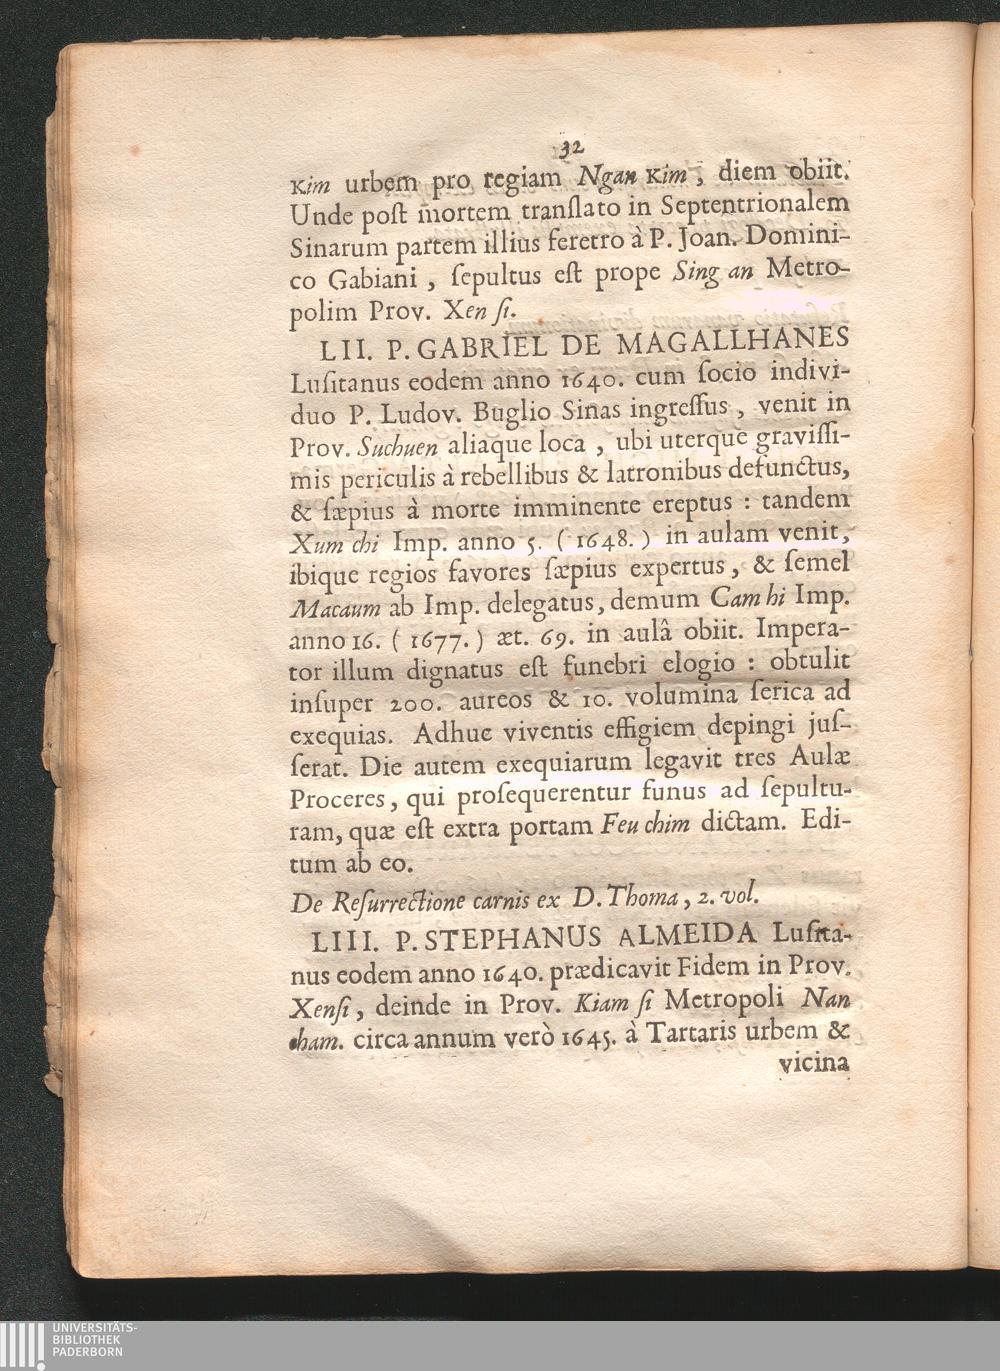 32
Kim urbem pro regiam Ngan Kim, diem obiit.
Unde poſt mortem tranſlato in Septentrionalem
Sinarum partem illius feretro à P. Joan. Domini-
co Gabiani, ſepultus eſt prope Sing an Metro-
polim Prov. Xen ſi.
LII. P. GABRIEL DE MAGALLHANES
Luſitanus eodem anno 1640. cum ſocio indivi-
duo P. Ludov. Buglio Sinas ingreſſus, venit in
Prov. Suchuen aliaque loca, ubi uterque graviſſi-
mis periculis à rebellibus & latronibus defunctus,
& ſæpius à morte imminente ereptus: tandem
Xum chi Imp. anno 5. (1648.) in aulam venit,
ibique regios favores ſæpius expertus, & ſemel
Macaum ab Imp. delegatus, demum Cam hi Imp.
anno 16. (1677.) æt. 69. in aulâ obiit. Impera-
tor illum dignatus eſt funebri elogio: obtulit
inſuper 200. aureos & 10. volumina ſerica ad
exequias. Adhuc viventis effigiem depingi juſ-
ſerat. Die autem exequiarum legavit tres Aulæ
Proceres, qui proſequerentur funus ad ſepultu-
ram, quæ eſt extra portam Feu chim dictam. Edi-
tum ab eo.
De Reſurrectione carnis ex D. Thoma, 2. vol.
LIII. P. STEPHANUS ALMEIDA Luſita-
nus eodem anno 1640. prædicavit Fidem in Prov.
Xenſi, deinde in Prov. Kiam ſi Metropoli Nan
cham. circa annum verò 1645. à Tartaris urbem &
vicina
UNIVERSITÄTS-
BIBLIOTHEK
PADERBORN